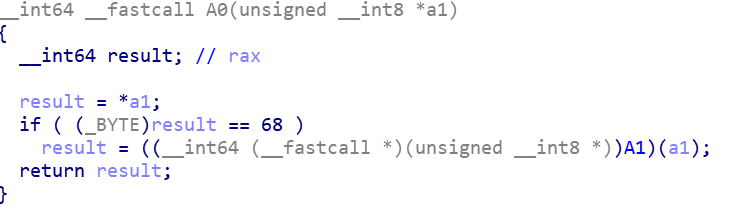 __int64 __fastcall A0(unsigned __int8 *a1)
{
  __int64 result; // rax

  result = *a1;
  if ( (_BYTE)result == 68 )
    result = ((__int64 (__fastcall *)(unsigned __int8 *))A1)(a1);
  return result;
}